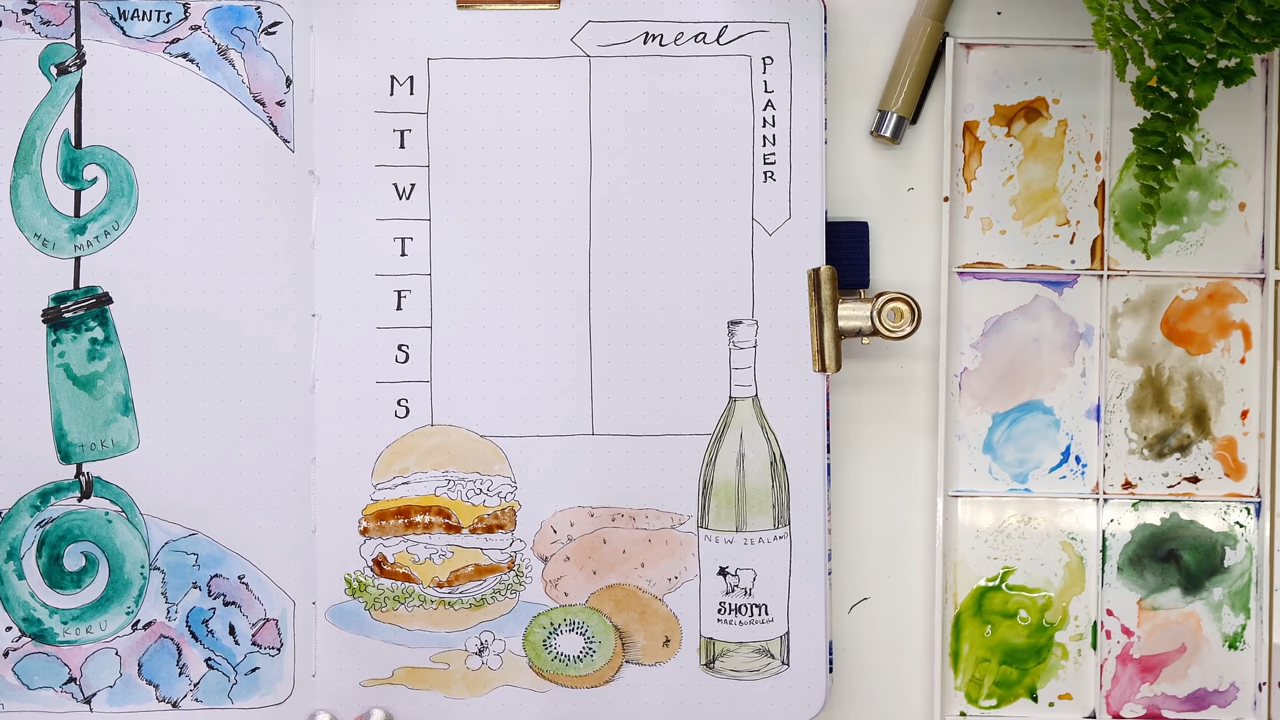 WANTS
HEI MATAU
TOKI
KORU
meal
PLANNER
M
T
W
T
F
S
S
NEW ZEALAND
SHORN
MARLBOROUGH